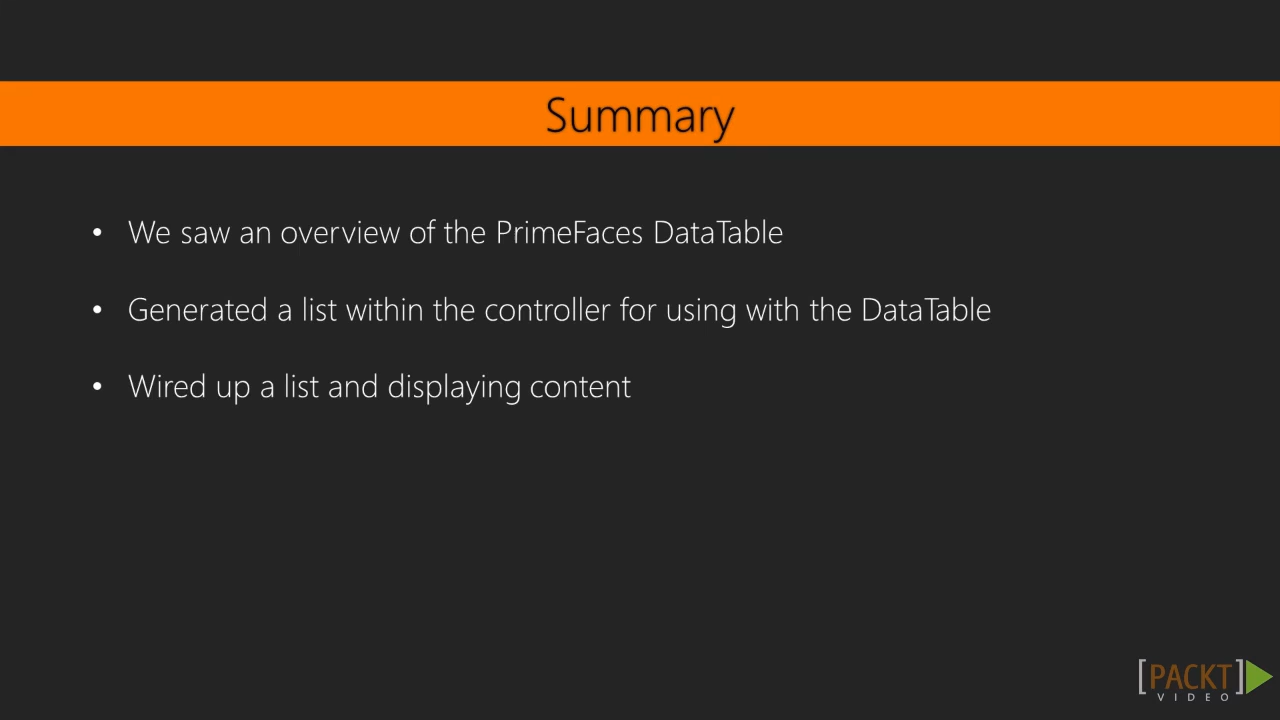 Summary
• We saw an overview of the PrimeFaces DataTable
• Generated a list within the controller for using with the DataTable
• Wired up a list and displaying content
[PACKT]
VIDEO